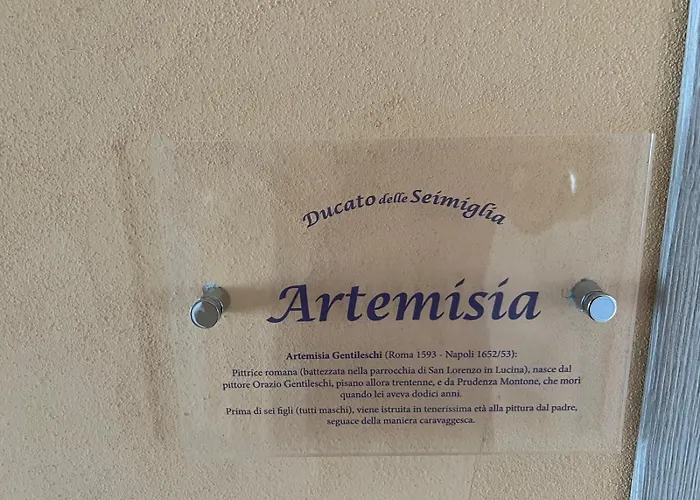 Ducato delle Seimiglia
Artemisia
Artemisia Gentileschi (Roma 1593 - Napoli 1652/53):
Pittrice romana (battezzata nella parrocchia di San Lorenzo in Lucina), nasce dal
pittore Orazio Gentileschi, pisano allora trentenne, e da Prudenza Montone, che morì
quando lei aveva dodici anni.
Prima di sei figli (tutti maschi), viene istruita in tenerissima età alla pittura dal padre,
seguace della maniera caravaggesca.